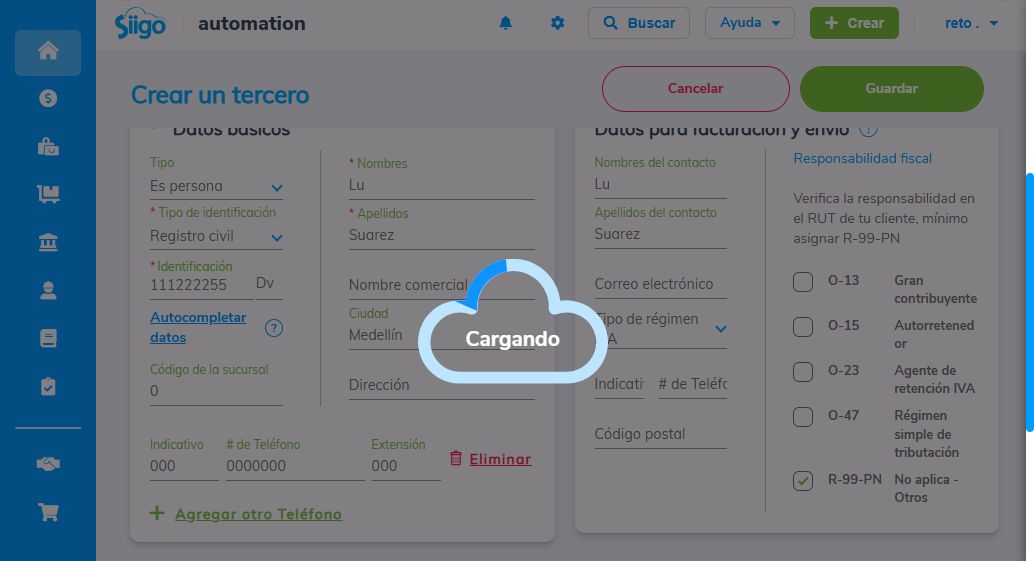 Siigo
automation
Buscar
Ayuda
Crear
reto .
Crear un tercero
Cancelar
Guardar
Datos básicos
Tipo
Es persona
* Tipo de identificación
Registro civil
* Identificación
111222255
Dv
Autocompletar
datos
?
Código de la sucursal
0
* Nombres
Lu
* Apellidos
Suarez
Nombre comercial
Ciudad
Medellín
Dirección
Indicativo
000
# de Teléfono
0000000
Extensión
000
Eliminar
Agregar otro Teléfono
Cargando
Datos para facturación y envío
Nombres del contacto
Lu
Apellidos del contacto
Suarez
Correo electrónico
Tipo de régimen
IVA
Indicati
# de Teléfo
Código postal
Responsabilidad fiscal
Verifica la responsabilidad en
el RUT de tu cliente, mínimo
asignar R-99-PN
O-13 Gran
contribuyente
O-15 Autorretened
or
O-23 Agente de
retención IVA
O-47 Régimen
simple de
tributación
R-99-PN No aplica -
Otros